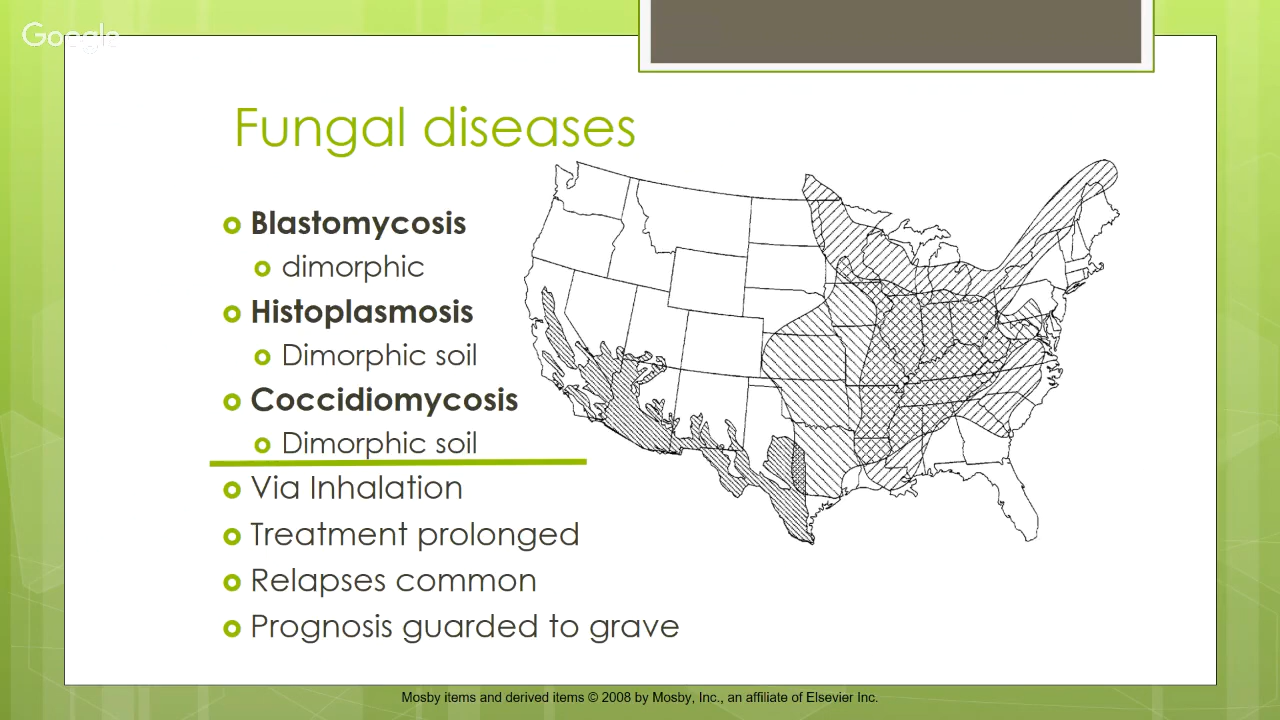 Google
Fungal diseases
Blastomycosis
dimorphic
Histoplasmosis
Dimorphic soil
Coccidiomycosis
Dimorphic soil
Via Inhalation
Treatment prolonged
Relapses common
Prognosis guarded to grave
Mosby items and derived items © 2008 by Mosby, Inc., an affiliate of Elsevier Inc.